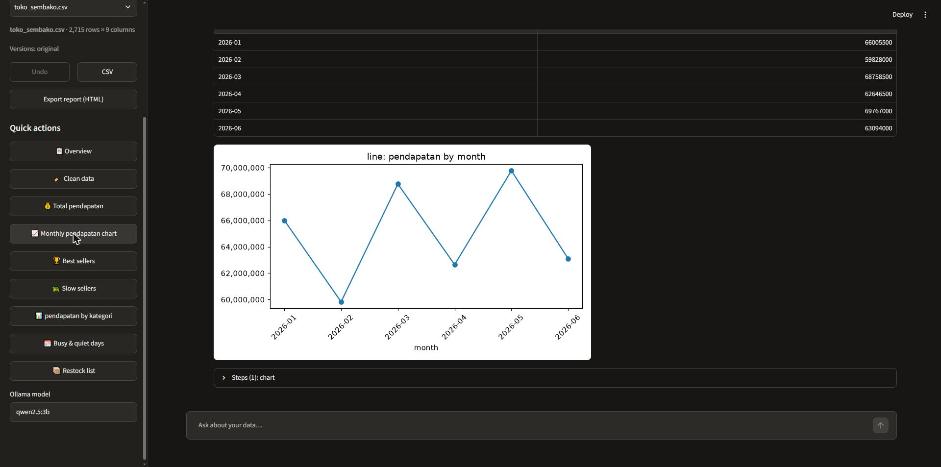 toko_sembako.csv
toko_sembako.csv · 2,715 rows × 9 columns
Versions: original
Undo
CSV
Export report (HTML)
Quick actions
Overview
Clean data
Total pendapatan
Monthly pendapatan chart
Best sellers
Slow sellers
pendapatan by kategori
Busy & quiet days
Restock list
Ollama model
qwen2.5:3b
Deploy
2026-01 66005500
2026-02 59828000
2026-03 68758500
2026-04 62646500
2026-05 69767000
2026-06 63094000
line: pendapatan by month
70,000,000
68,000,000
66,000,000
64,000,000
62,000,000
60,000,000
2026-01
2026-02
2026-03
2026-04
2026-05
2026-06
month
Steps (1): chart
Ask about your data...